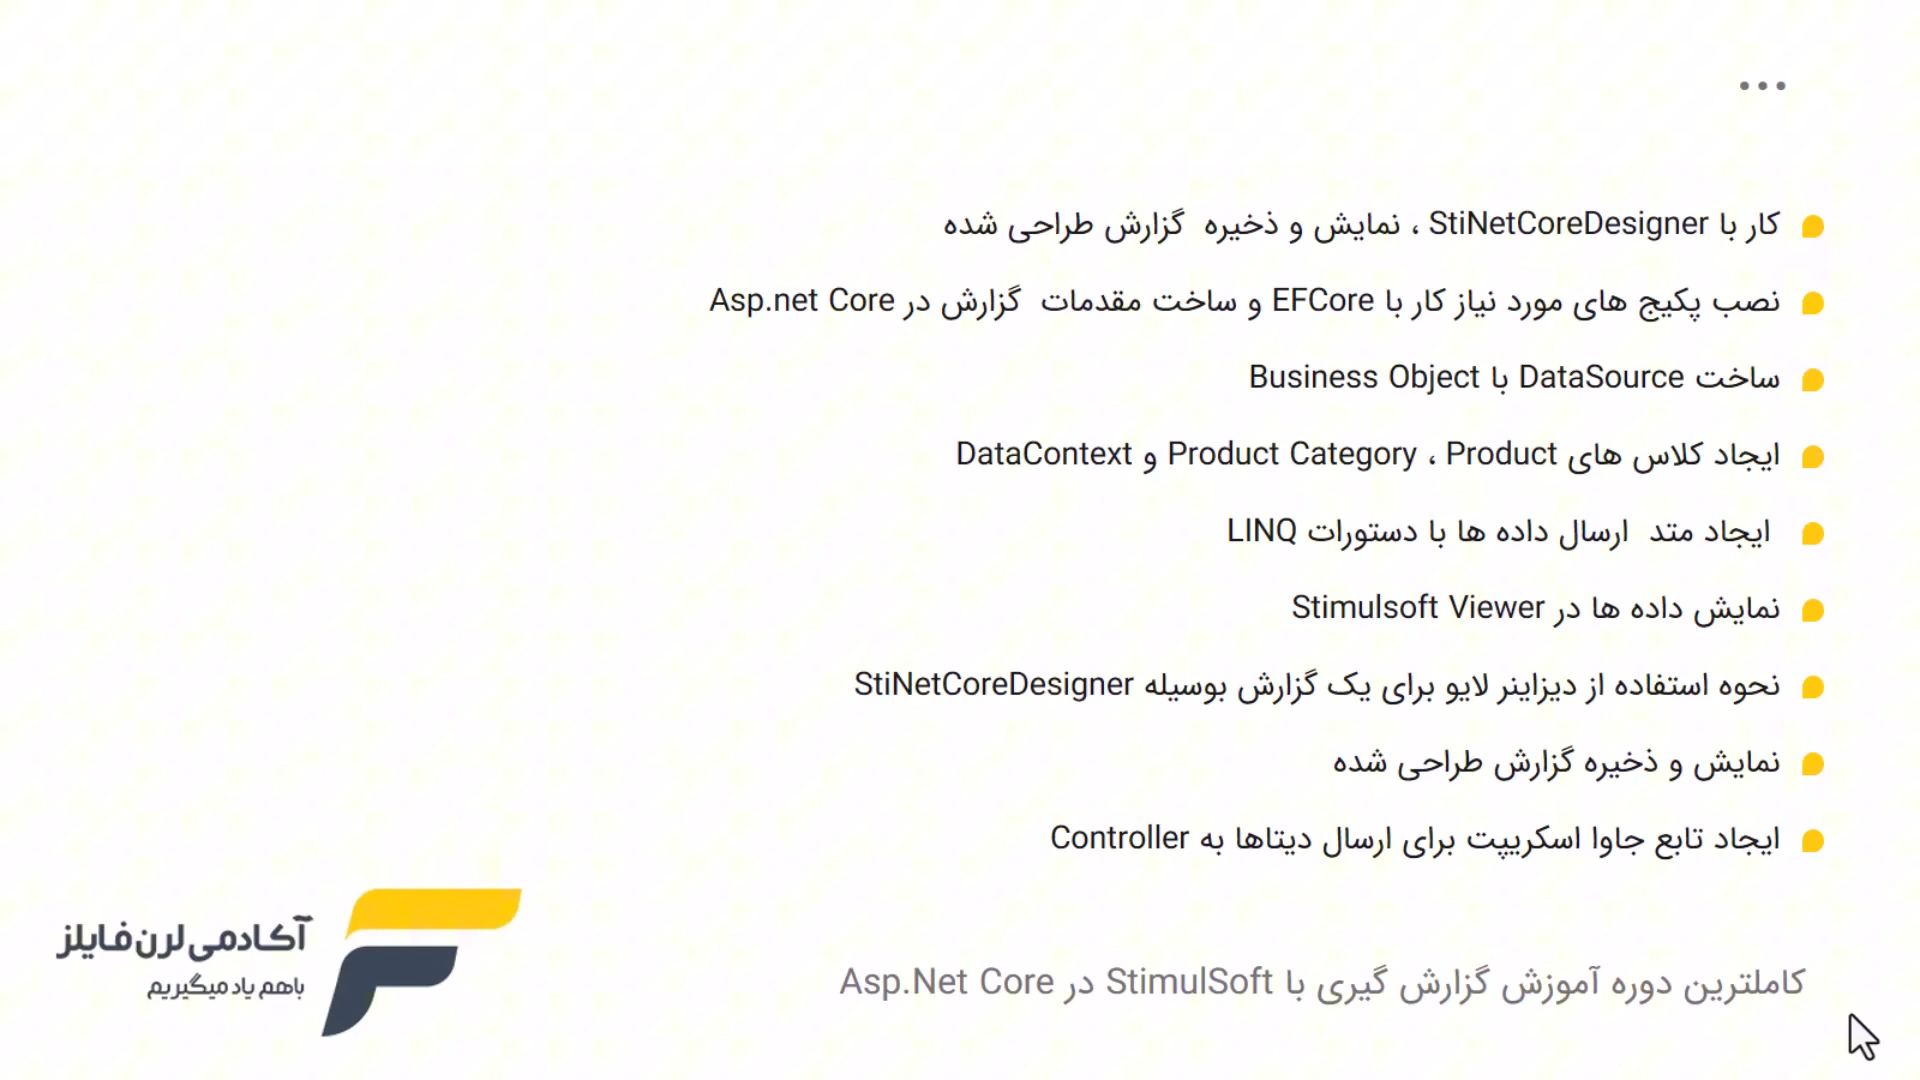 کار با StiNetCoreDesigner ، نمایش و ذخیره گزارش طراحی شده
نصب پکیج های مورد نیاز کار با EFCore و ساخت مقدمات گزارش در Asp.net Core
ساخت DataSource با Business Object
ایجاد کلاس های Product ، Product Category و DataContext
ایجاد متد ارسال داده ها با دستورات LINQ
نمایش داده ها در Stimulsoft Viewer
نحوه استفاده از دیزاینر لایو برای یک گزارش بوسیله StiNetCoreDesigner
نمایش و ذخیره گزارش طراحی شده
ایجاد تابع جاوا اسکریپت برای ارسال دیتاها به Controller
آکادمی لرن فایلز
باهم یاد میگیریم
کاملترین دوره آموزش گزارش گیری با StimulSoft در Asp.Net Core